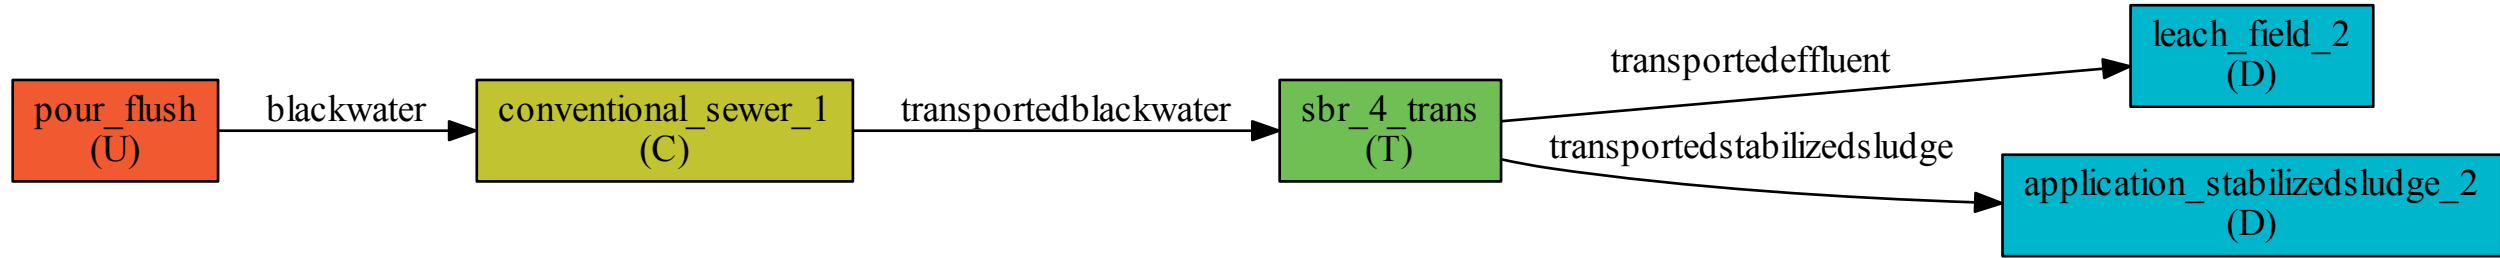 pour_flush
(U)
blackwater
conventional_sewer_1
(C)
transportedblackwater
sbr_4_trans
(T)
transportedeffluent
leach_field_2
(D)
transportedstabilizedsludge
application_stabilizedsludge_2
(D)